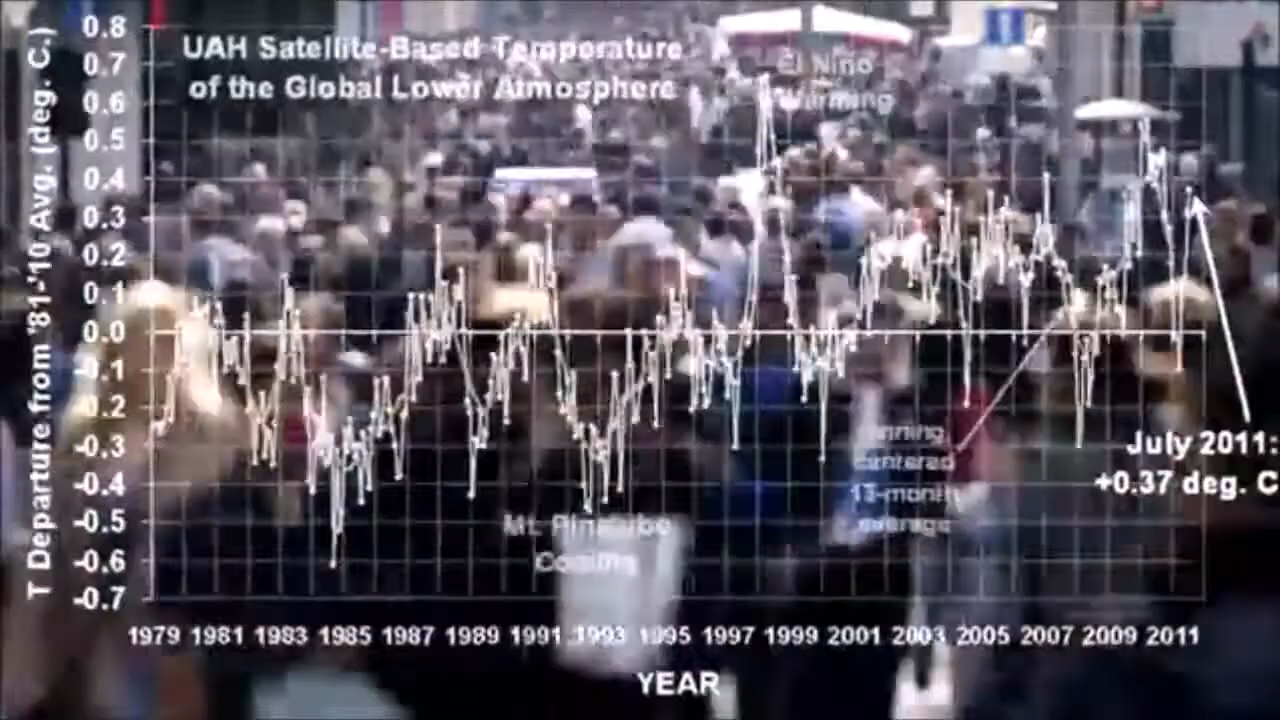 UAH Satellite-Based Temperature
of the Global Lower Atmosphere
El Nino
Warming
T Departure from '81-'10 Avg. (deg. C.)
0.8
0.7
0.6
0.5
0.4
0.3
0.2
0.1
0.0
-0.1
-0.2
-0.3
-0.4
-0.5
-0.6
-0.7
Mt. Pinatubo
Cooling
running,
centered
13-month
average
July 2011:
+0.37 deg. C
1979 1981 1983 1985 1987 1989 1991 1993 1995 1997 1999 2001 2003 2005 2007 2009 2011
YEAR